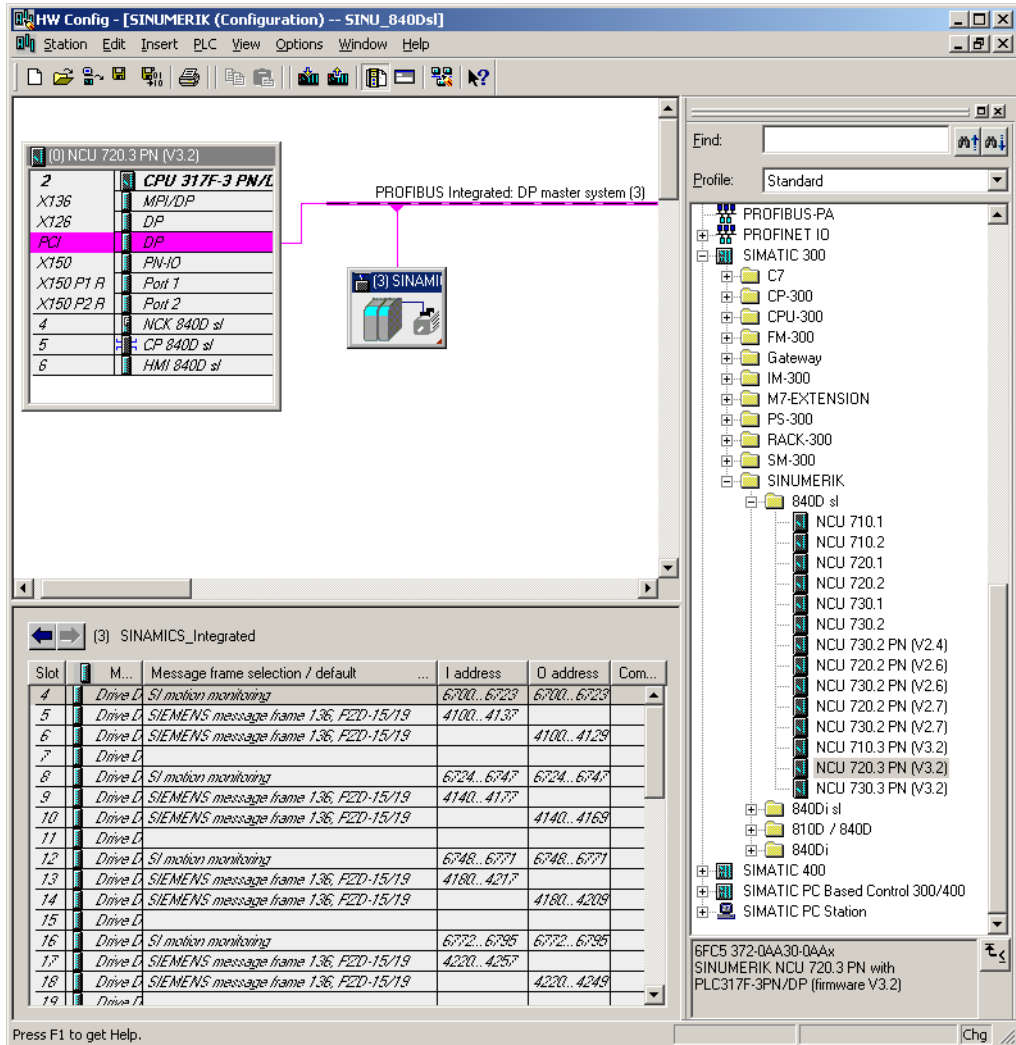 HW Config - [SINUMERIK (Configuration) -- SINU_840Dsl]
Station Edit Insert PLC View Options Window Help
(0) NCU 720.3 PN (V3.2)
2 CPU 317F-3 PN/D
X136 MPI/DP
X126 DP
PCI DP
X150 PN-IO
X150 P1 R Port 1
X150 P2 R Port 2
4 NCK 840D sl
5 CP 840D sl
6 HMI 840D sl
PROFIBUS Integrated: DP master system (3)
(3) SINAMI
Find:
Profile: Standard
PROFIBUS-PA
PROFINET IO
SIMATIC 300
C7
CP-300
CPU-300
FM-300
Gateway
IM-300
M7-EXTENSION
PS-300
RACK-300
SM-300
SINUMERIK
840D sl
NCU 710.1
NCU 710.2
NCU 720.1
NCU 720.2
NCU 730.1
NCU 730.2
NCU 730.2 PN (V2.4)
NCU 720.2 PN (V2.6)
NCU 730.2 PN (V2.6)
NCU 720.2 PN (V2.7)
NCU 730.2 PN (V2.7)
NCU 710.3 PN (V3.2)
NCU 720.3 PN (V3.2)
NCU 730.3 PN (V3.2)
840Di sl
810D / 840D
840Di
SIMATIC 400
SIMATIC PC Based Control 300/400
SIMATIC PC Station
6FC5 372-0AA30-0AAx
SINUMERIK NCU 720.3 PN with
PLC317F-3PN/DP (firmware V3.2)
(3) SINAMICS_Integrated
Slot M... Message frame selection / default ... I address O address Com...
4 Drive D SI motion monitoring 6700...6723 6700...6723
5 Drive D SIEMENS message frame 136, PZD-15/19 4100...4137
6 Drive D SIEMENS message frame 136, PZD-15/19 4100...4129
7 Drive D
8 Drive D SI motion monitoring 6724...6747 6724...6747
9 Drive D SIEMENS message frame 136, PZD-15/19 4140...4177
10 Drive D SIEMENS message frame 136, PZD-15/19 4140...4169
11 Drive D
12 Drive D SI motion monitoring 6748...6771 6748...6771
13 Drive D SIEMENS message frame 136, PZD-15/19 4180...4217
14 Drive D SIEMENS message frame 136, PZD-15/19 4180...4209
15 Drive D
16 Drive D SI motion monitoring 6772...6795 6772...6795
17 Drive D SIEMENS message frame 136, PZD-15/19 4220...4257
18 Drive D SIEMENS message frame 136, PZD-15/19 4220...4249
19 Drive D
Press F1 to get Help.
Chg